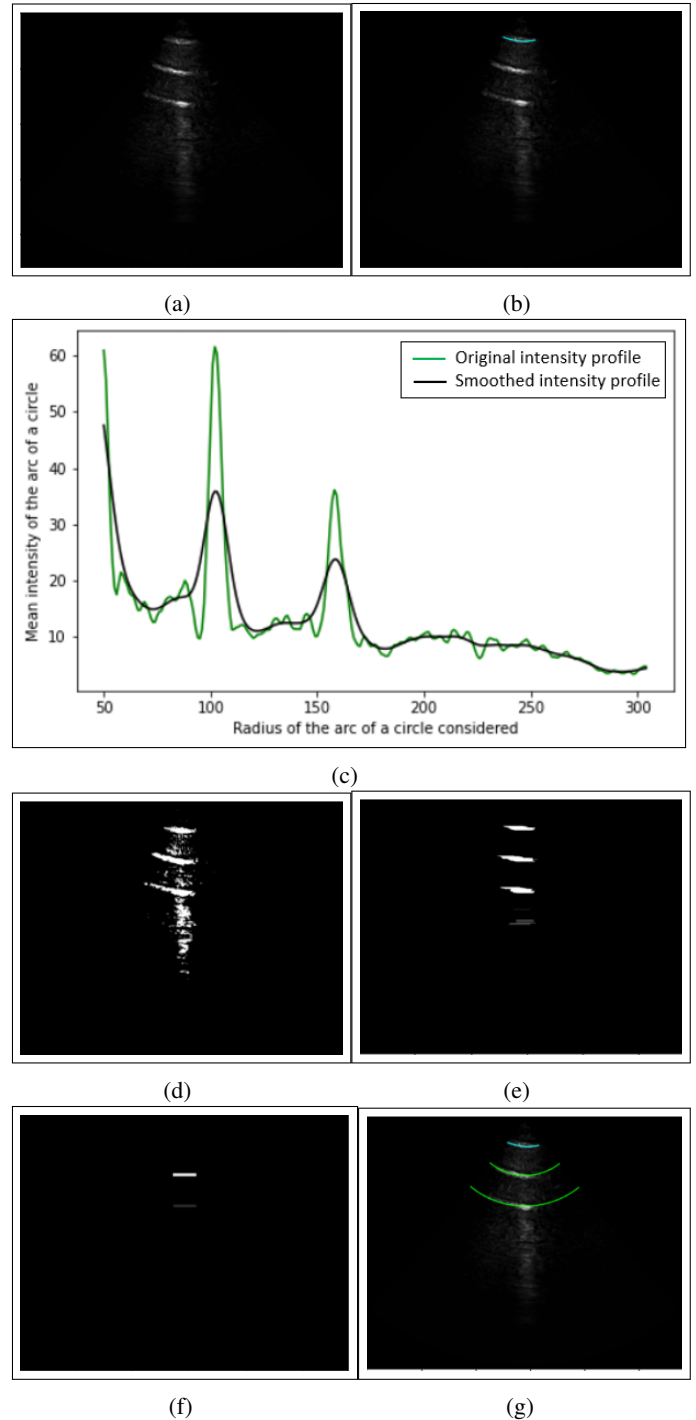 (a)
(b)
Original intensity profile
Smoothed intensity profile
Mean intensity of the arc of a circle
60
50
40
30
20
10
50
100
150
200
250
300
Radius of the arc of a circle considered
(c)
(d)
(e)
(f)
(g)